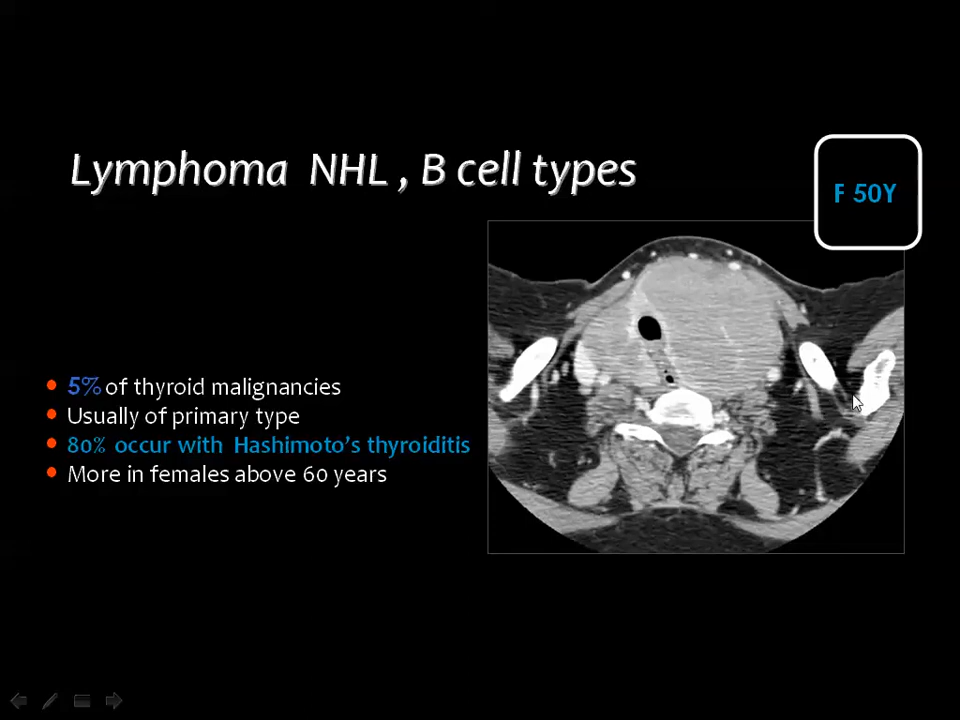 Lymphoma NHL , B cell types
F 50Y
5% of thyroid malignancies
Usually of primary type
80% occur with Hashimoto's thyroiditis
More in females above 60 years